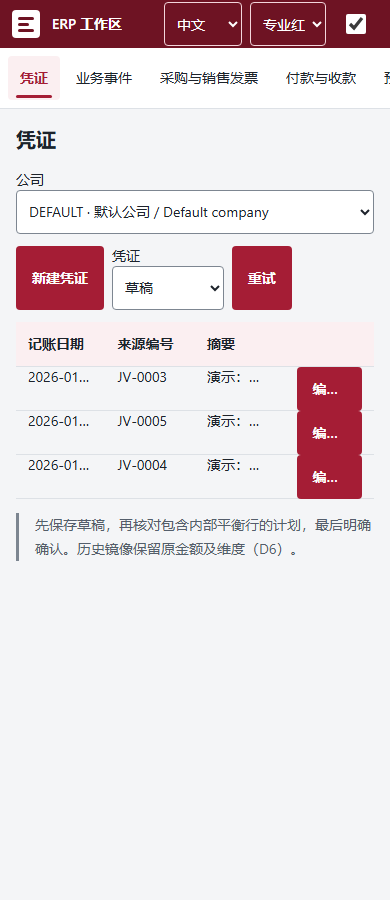 ERP 工作区 中文 专业红
凭证 业务事件 采购与销售发票 付款与收款
凭证
公司
DEFAULT · 默认公司 / Default company
凭证
新建凭证 草稿 重试
记账日期 来源编号 摘要
2026-01... JV-0003 演示：... 编...
2026-01... JV-0005 演示：... 编...
2026-01... JV-0004 演示：... 编...
先保存草稿，再核对包含内部平衡行的计划，最后明确
确认。历史镜像保留原金额及维度（D6）。